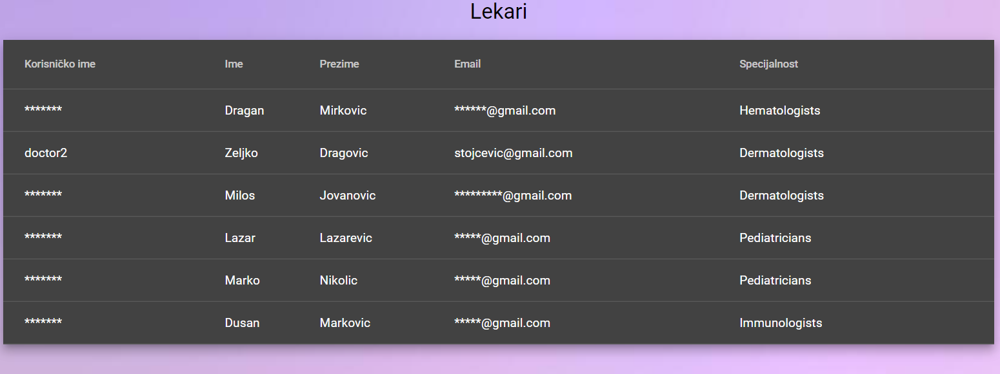 Lekari
Korisničko ime Ime Prezime Email Specijalnost
******* Dragan Mirkovic ******@gmail.com Hematologists
doctor2 Zeljko Dragovic stojcevic@gmail.com Dermatologists
******* Milos Jovanovic *********@gmail.com Dermatologists
******* Lazar Lazarevic *****@gmail.com Pediatricians
******* Marko Nikolic *****@gmail.com Pediatricians
******* Dusan Markovic *****@gmail.com Immunologists